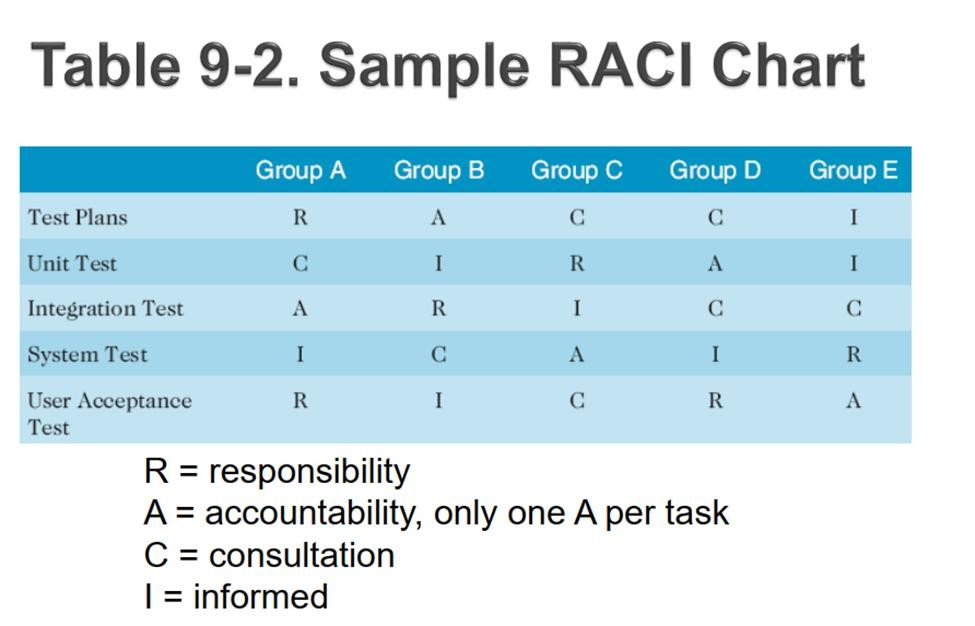 Table 9-2. Sample RACI Chart
Group A Group B Group C Group D Group E
Test Plans R A C C I
Unit Test C I R A I
Integration Test A R I C C
System Test I C A I R
User Acceptance R I C R A
Test
R = responsibility
A = accountability, only one A per task
C = consultation
I = informed